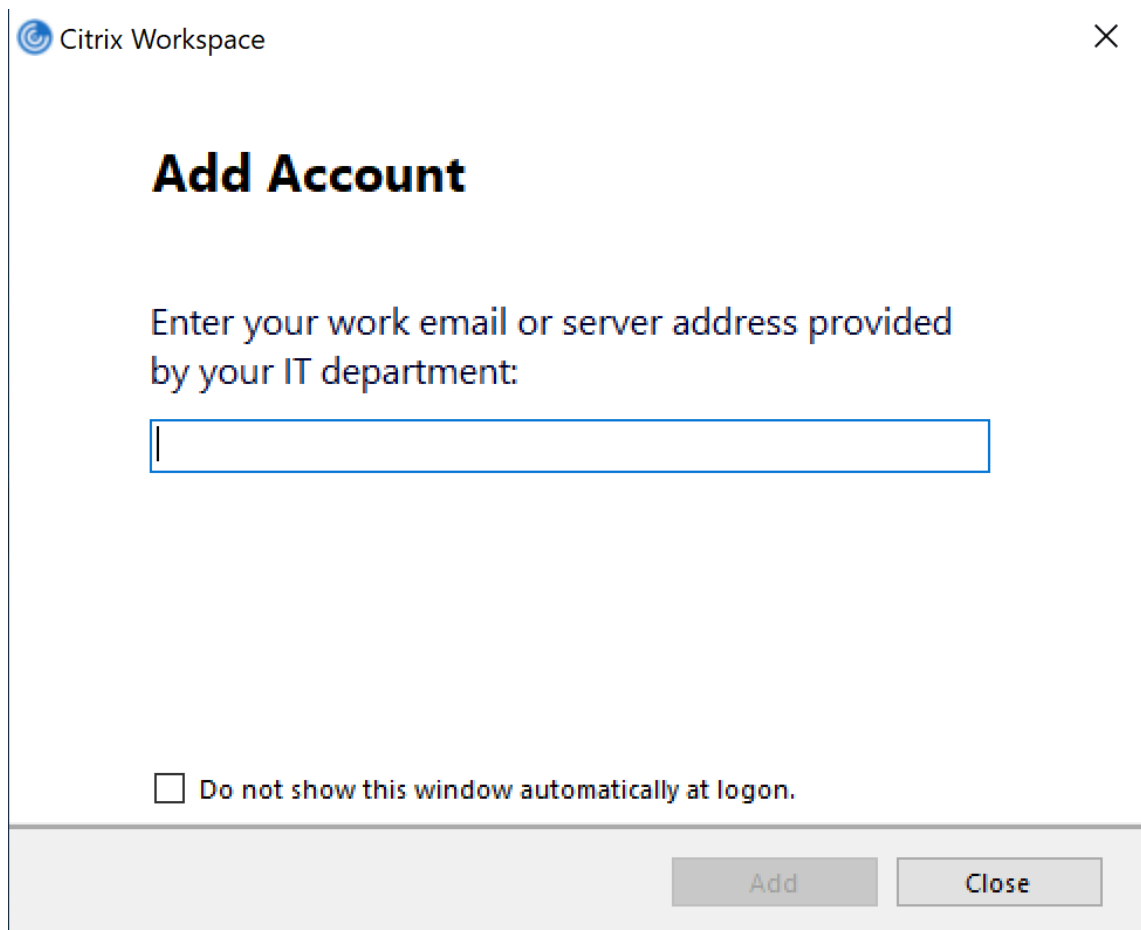 Citrix Workspace
Add Account
Enter your work email or server address provided
by your IT department:
Do not show this window automatically at logon.
Add
Close